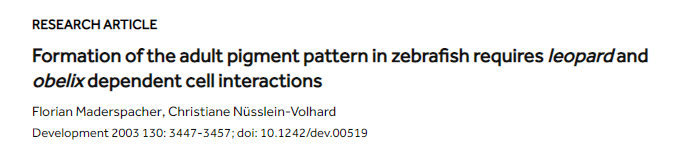 RESEARCH ARTICLE
Formation of the adult pigment pattern in zebrafish requires leopard and
obelix dependent cell interactions
Florian Maderspacher, Christiane Nüsslein-Volhard
Development 2003 130: 3447-3457; doi: 10.1242/dev.00519